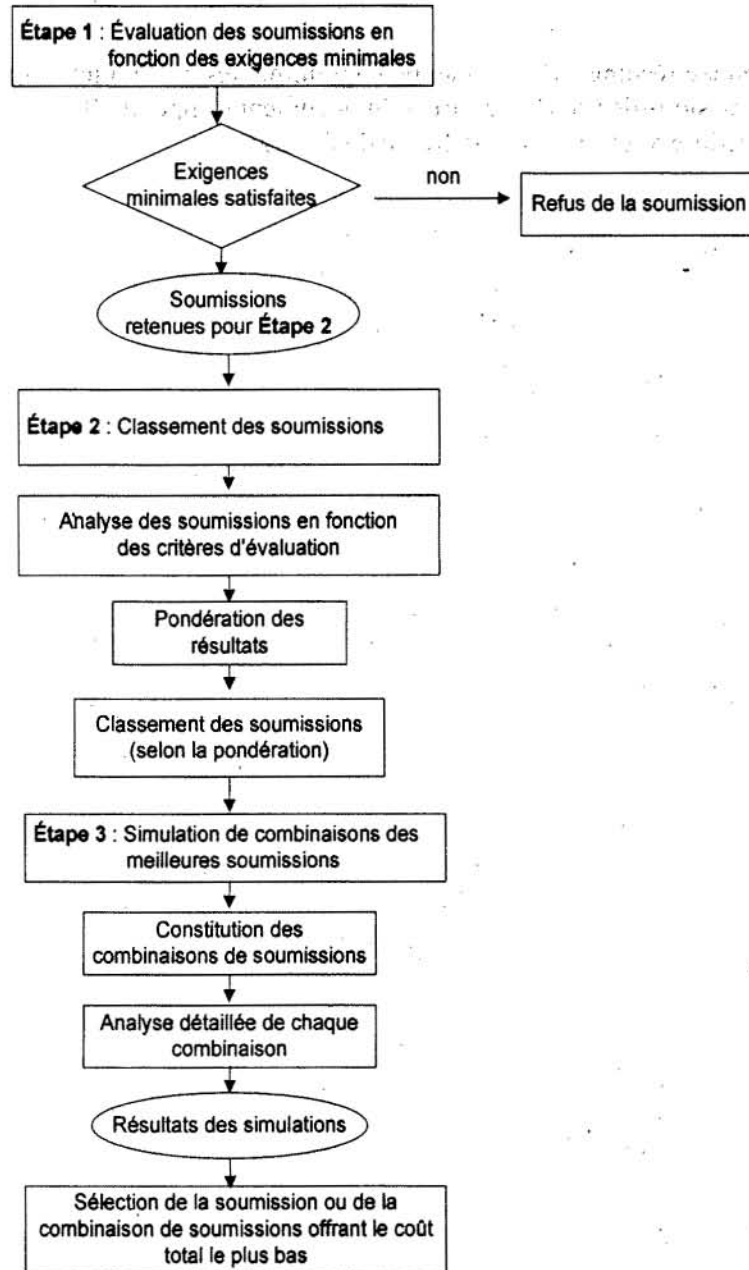 Étape 1 : Évaluation des soumissions en
fonction des exigences minimales
Exigences
minimales satisfaites
non
Refus de la soumission
Soumissions
retenues pour Étape 2
Étape 2 : Classement des soumissions
Analyse des soumissions en fonction
des critères d'évaluation
Pondération des
résultats
Classement des soumissions
(selon la pondération)
Étape 3 : Simulation de combinaisons des
meilleures soumissions
Constitution des
combinaisons de soumissions
Analyse détaillée de chaque
combinaison
Résultats des simulations
Sélection de la soumission ou de la
combinaison de soumissions offrant le coût
total le plus bas